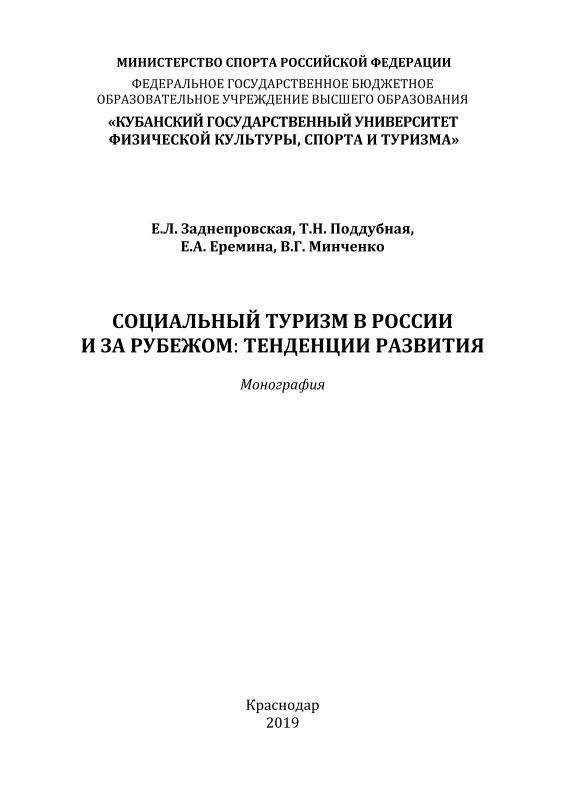 МИНИСТЕРСТВО СПОРТА РОССИЙСКОЙ ФЕДЕРАЦИИ
ФЕДЕРАЛЬНОЕ ГОСУДАРСТВЕННОЕ БЮДЖЕТНОЕ
ОБРАЗОВАТЕЛЬНОЕ УЧРЕЖДЕНИЕ ВЫСШЕГО ОБРАЗОВАНИЯ
«КУБАНСКИЙ ГОСУДАРСТВЕННЫЙ УНИВЕРСИТЕТ
ФИЗИЧЕСКОЙ КУЛЬТУРЫ, СПОРТА И ТУРИЗМА»
Е.Л. Заднепровская, Т.Н. Поддубная,
Е.А. Еремина, В.Г. Минченко
СОЦИАЛЬНЫЙ ТУРИЗМ В РОССИИ
И ЗА РУБЕЖОМ: ТЕНДЕНЦИИ РАЗВИТИЯ
Монография
Краснодар
2019